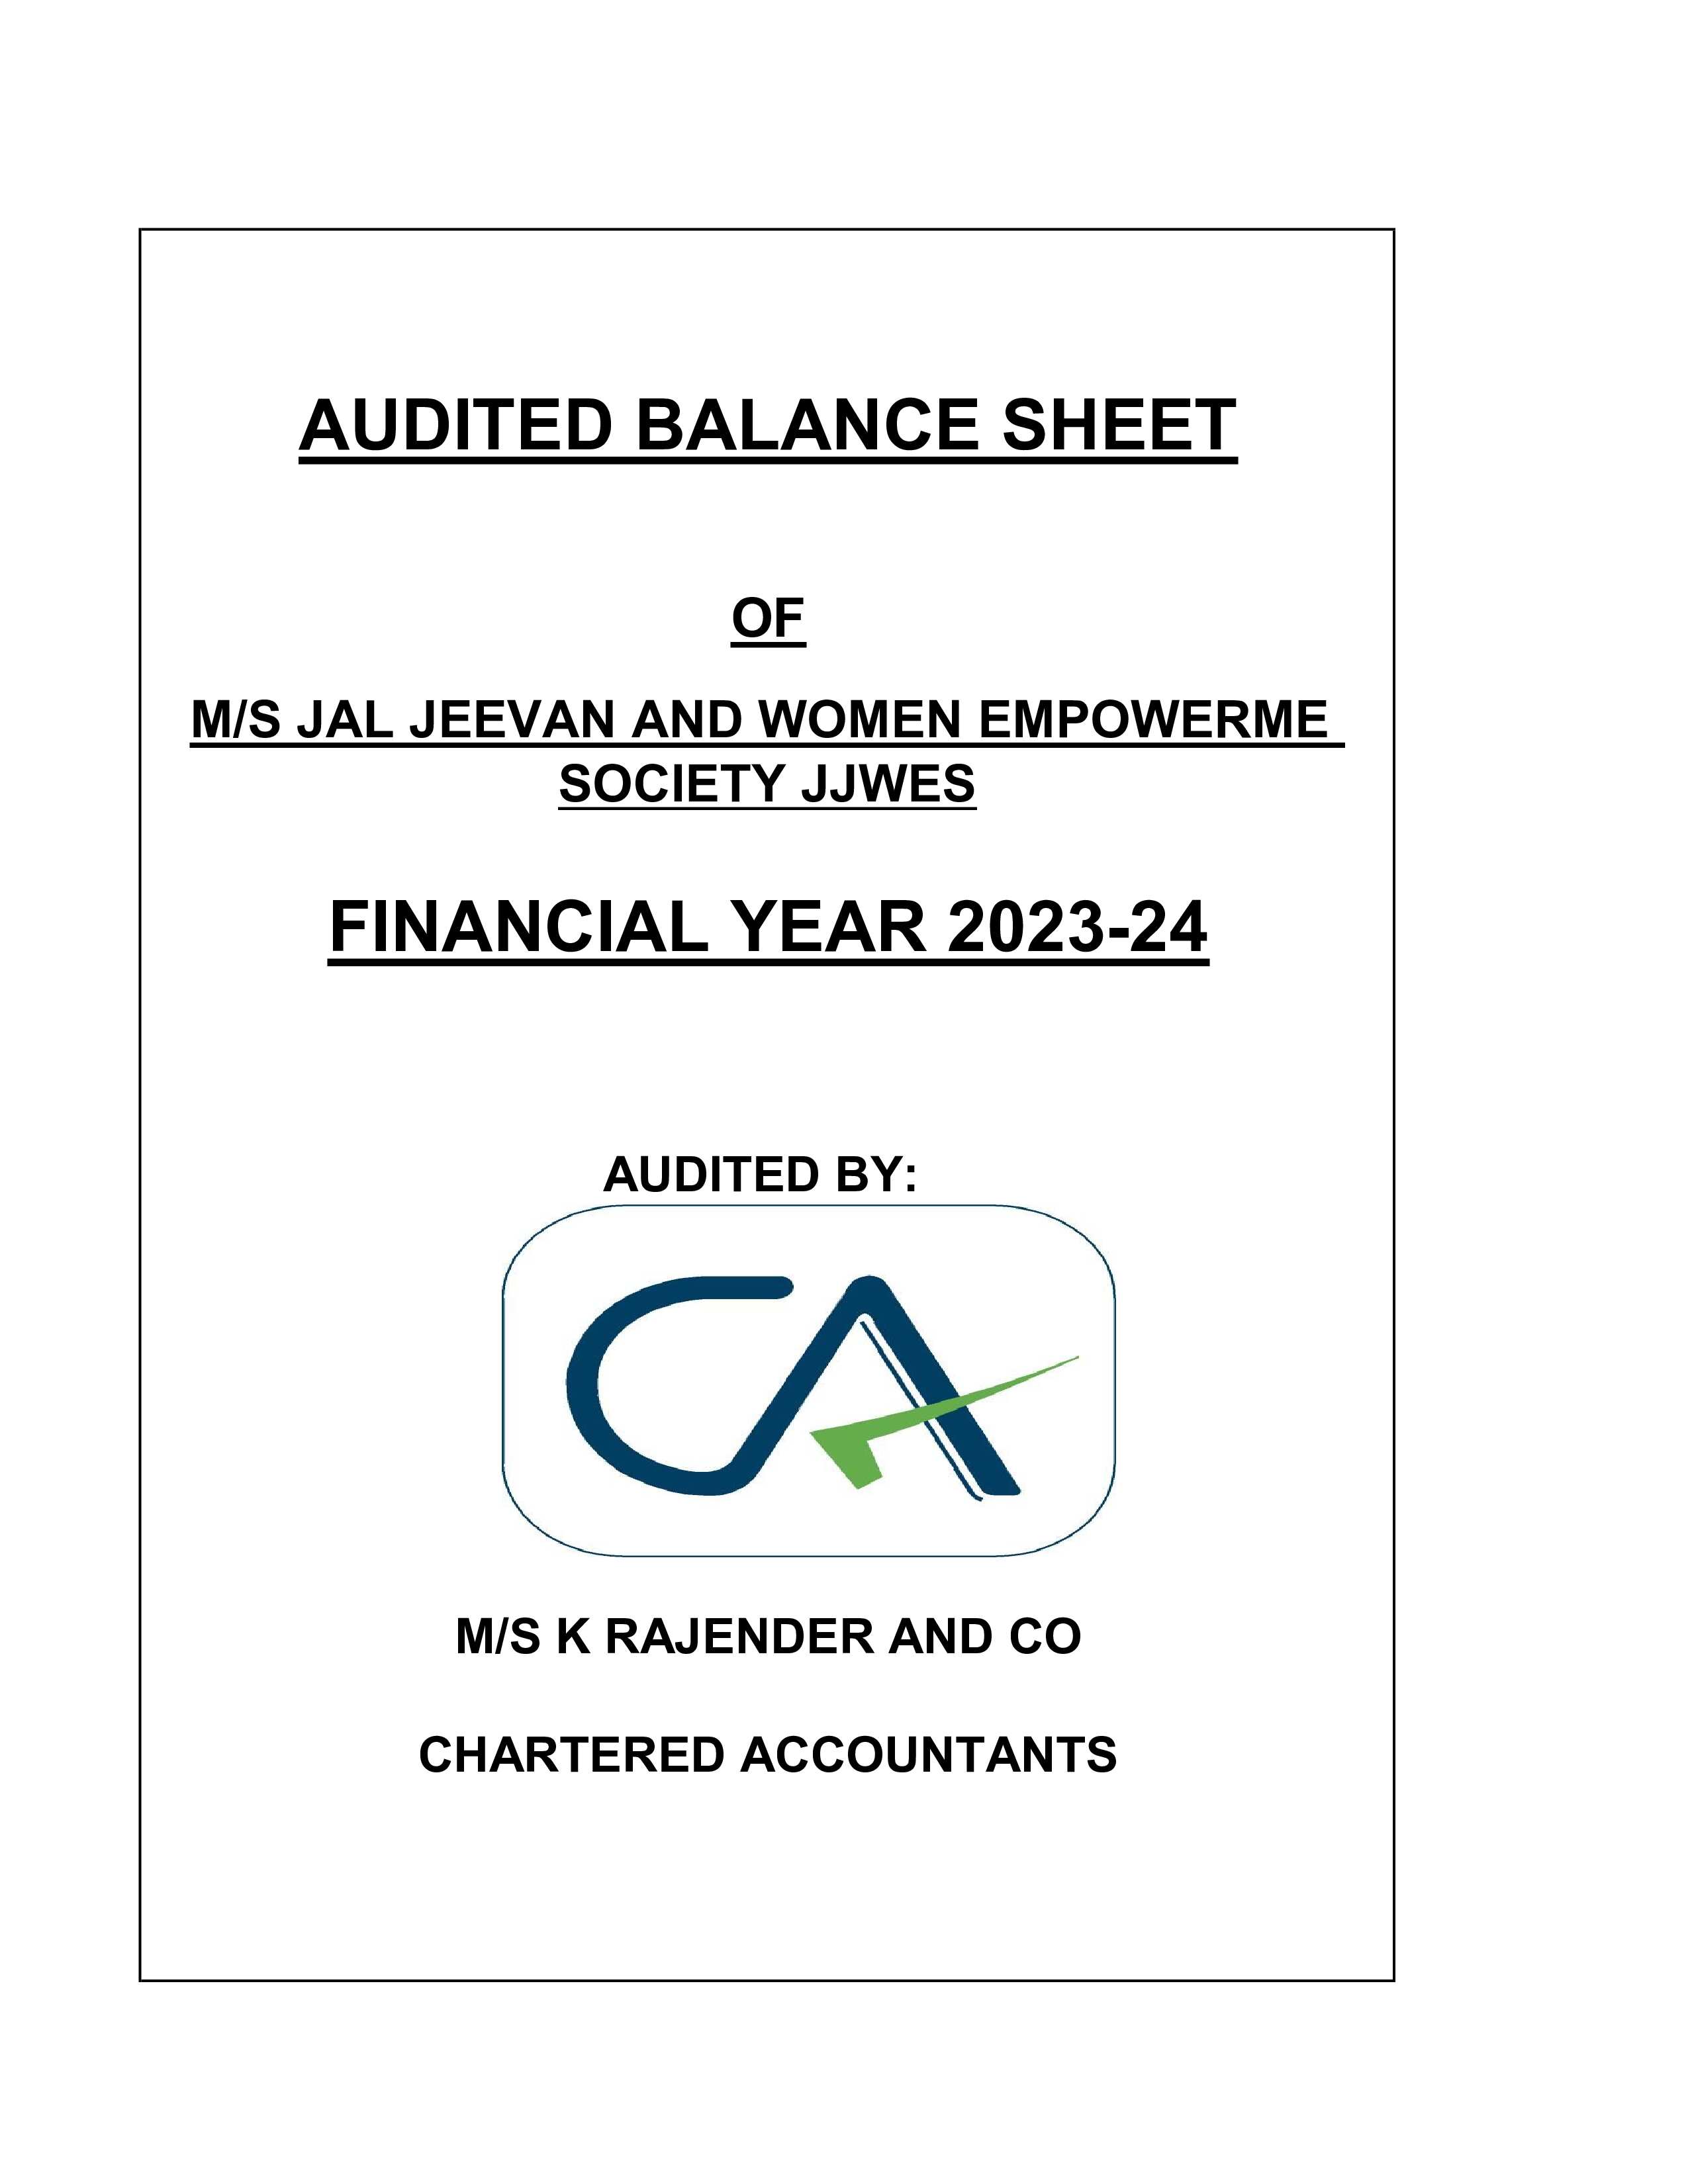 AUDITED BALANCE SHEET
OF
M/S JAL JEEVAN AND WOMEN EMPOWERME
SOCIETY JJWES
FINANCIAL YEAR 2023-24
AUDITED BY:
CA
M/S K RAJENDER AND CO
CHARTERED ACCOUNTANTS